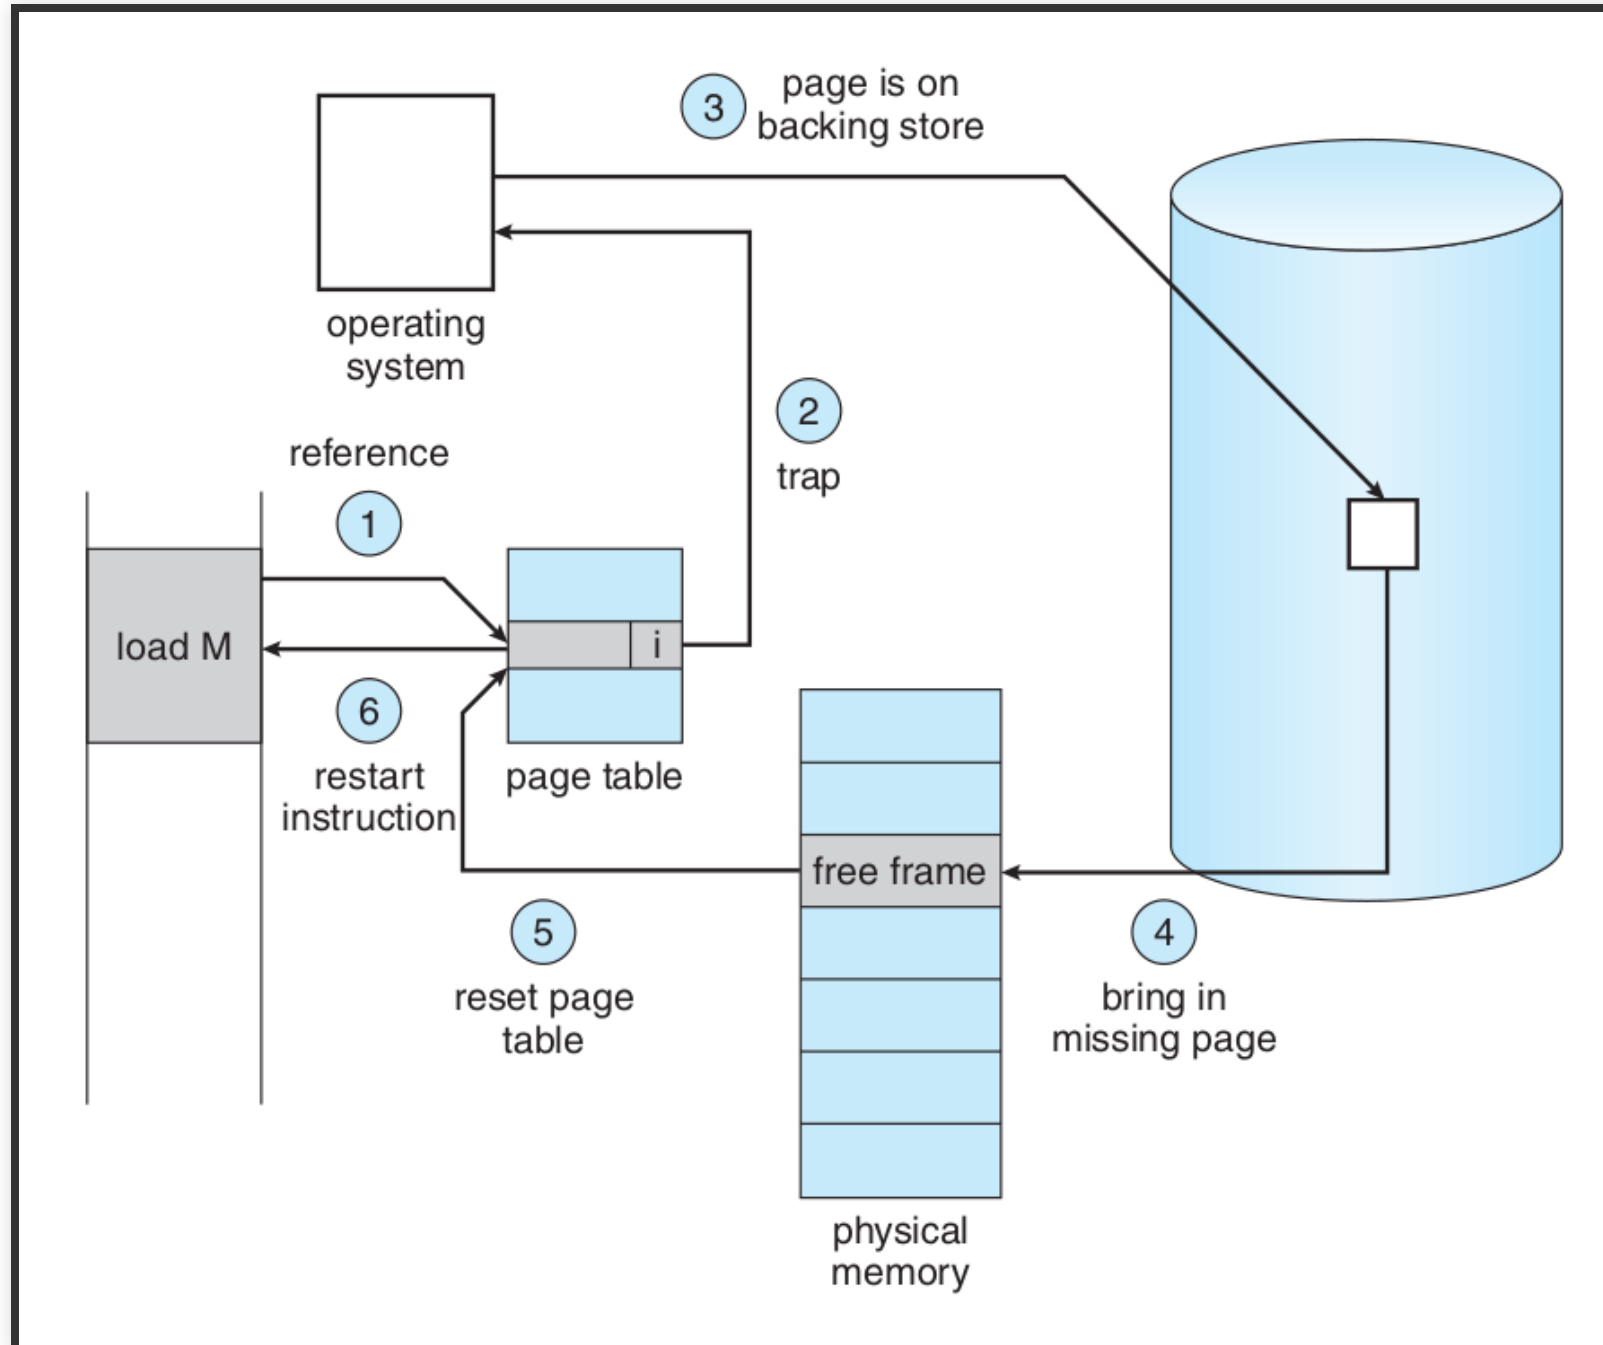 3
page is on
backing store
operating
system
2
trap
reference
1
load M
i
6
restart
instruction
page table
free frame
5
reset page
table
4
bring in
missing page
physical
memory